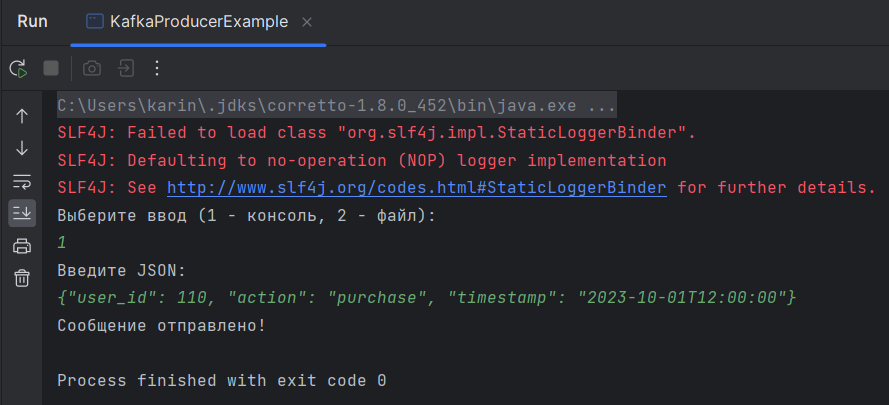 Run KafkaProducerExample
C:\Users\karin\.jdks\corretto-1.8.0_452\bin\java.exe ...
SLF4J: Failed to load class "org.slf4j.impl.StaticLoggerBinder".
SLF4J: Defaulting to no-operation (NOP) logger implementation
SLF4J: See http://www.slf4j.org/codes.html#StaticLoggerBinder for further details.
Выберите ввод (1 - консоль, 2 - файл):
1
Введите JSON:
{"user_id": 110, "action": "purchase", "timestamp": "2023-10-01T12:00:00"}
Сообщение отправлено!
Process finished with exit code 0